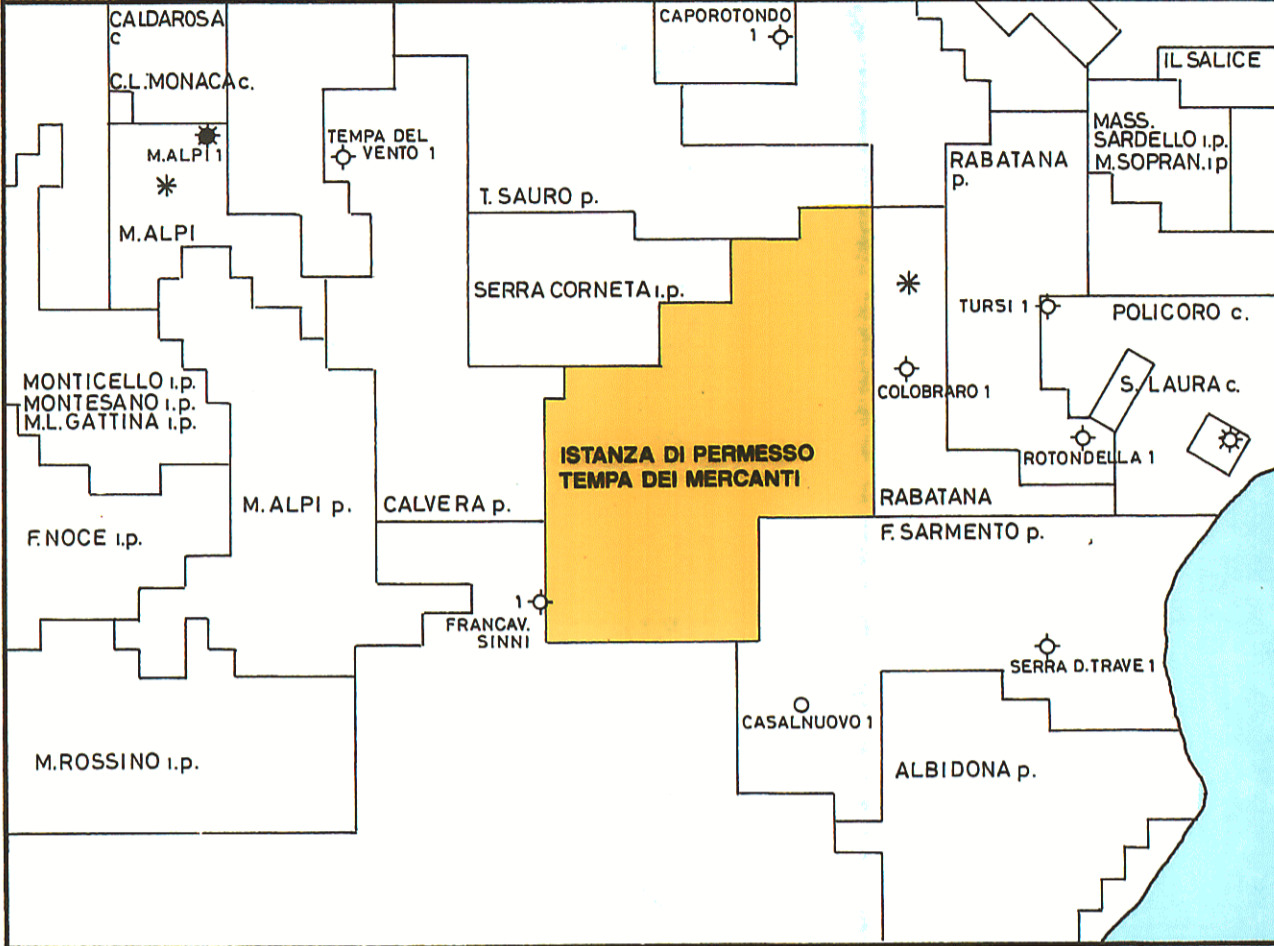 CALDAROSA
c
C.L.MONACA c.
M.ALPI 1
M.ALPI
TEMPA DEL
VENTO 1
CAPOROTONDO
1
IL SALICE
MASS.
SARDELLO ı.p.
M.SOPRAN.ıp
RABATANA
p.
T. SAURO p.
SERRA CORNETA ı.p.
TURSI 1
POLICORO c.
S. LAURA c.
COLOBRARO 1
ROTONDELLA 1
MONTICELLO ı.p.
MONTESANO ı.p.
M.L.GATTINA ı.p.
ISTANZA DI PERMESSO
TEMPA DEI MERCANTI
M.ALPI p.
CALVERA p.
RABATANA
F. SARMENTO p.
F. NOCE ı.p.
1
FRANCAV.
SINNI
SERRA D.TRAVE 1
CASALNUOVO 1
M.ROSSINO ı.p.
ALBIDONA p.